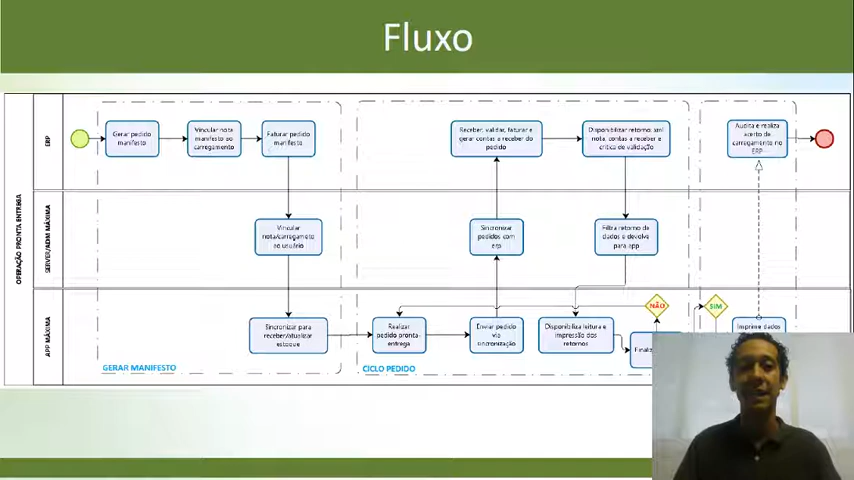 Fluxo
OPERAÇÃO PRONTA ENTREGA
ERP
Gerar pedido
manifesto
Vincular nota
manifesto ao
carregamento
Faturar pedido
manifesto
Receber, validar, faturar e
gerar contas a receber do
pedido
Disponibilizar retorno: xml
nota, contas a receber e
crítica de validação
Audita e realiza
acerto de
carregamento no
ERP
SERVER/ADM MÁXIMA
Vincular
nota/carregamento
ao usuário
Sincronizar
pedidos com
erp
Filtra retorno de
dados e devolve
para app
APP MÁXIMA
Sincronizar para
receber/atualizar
estoque
Realizar
pedido pronta-
entrega
Enviar pedido
via
sincronização
Disponibiliza leitura e
impressão dos
retornos
NÃO
SIM
Imprime dados
GERAR MANIFESTO
CICLO PEDIDO